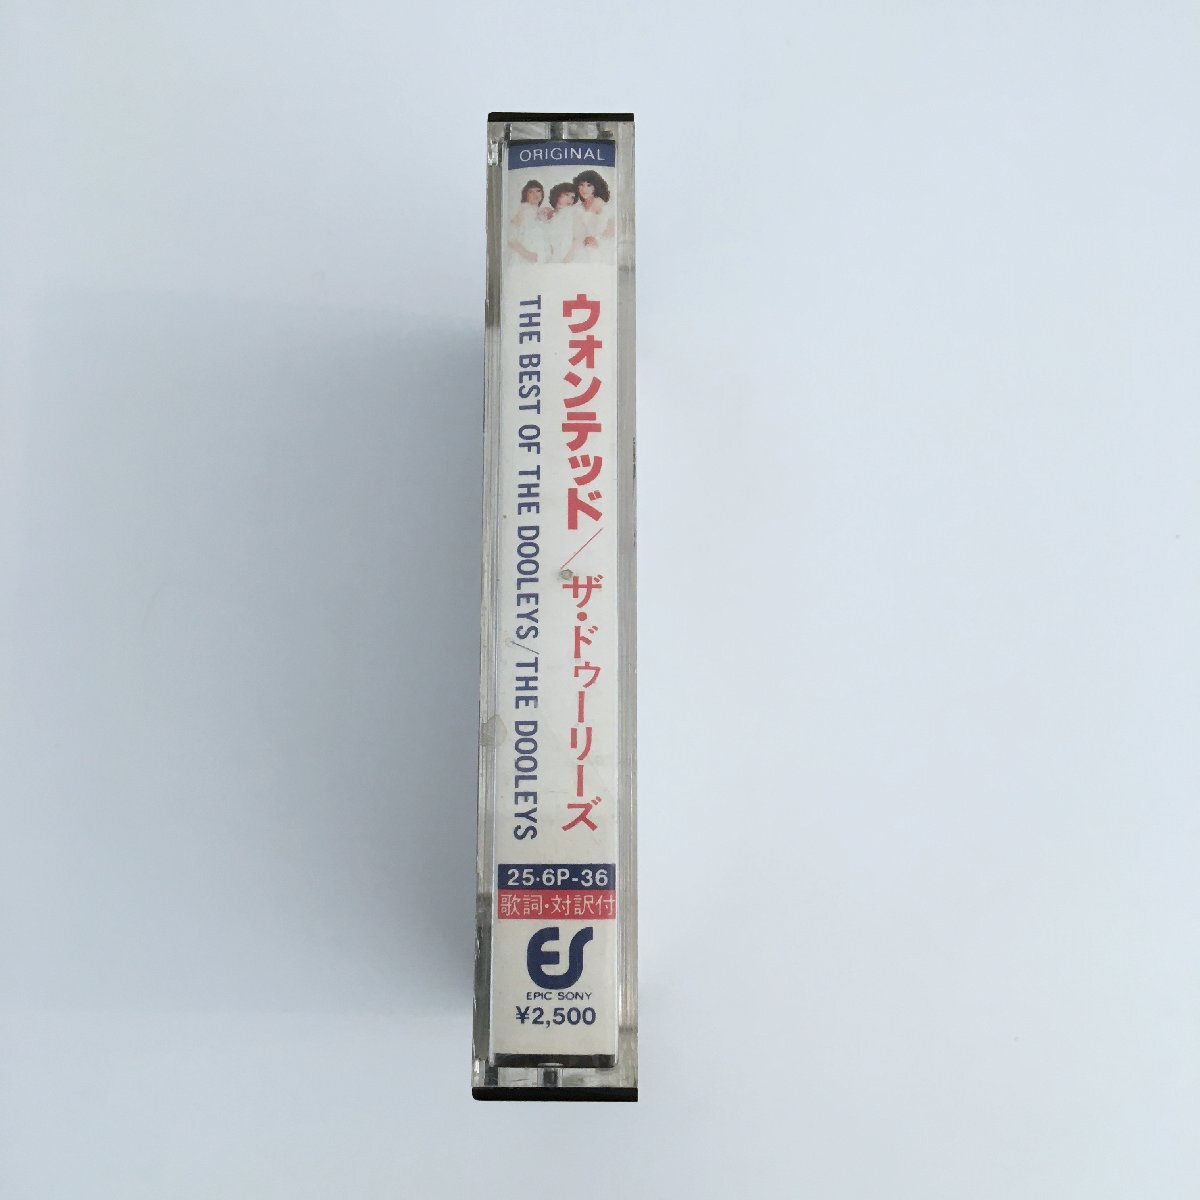 ORIGINAL
ウォンテッド/ザ・ドゥーリーズ
THE BEST OF THE DOOLEYS/THE DOOLEYS
25・6P-36
歌詞・対訳付
ES
EPIC SONY
¥2,500